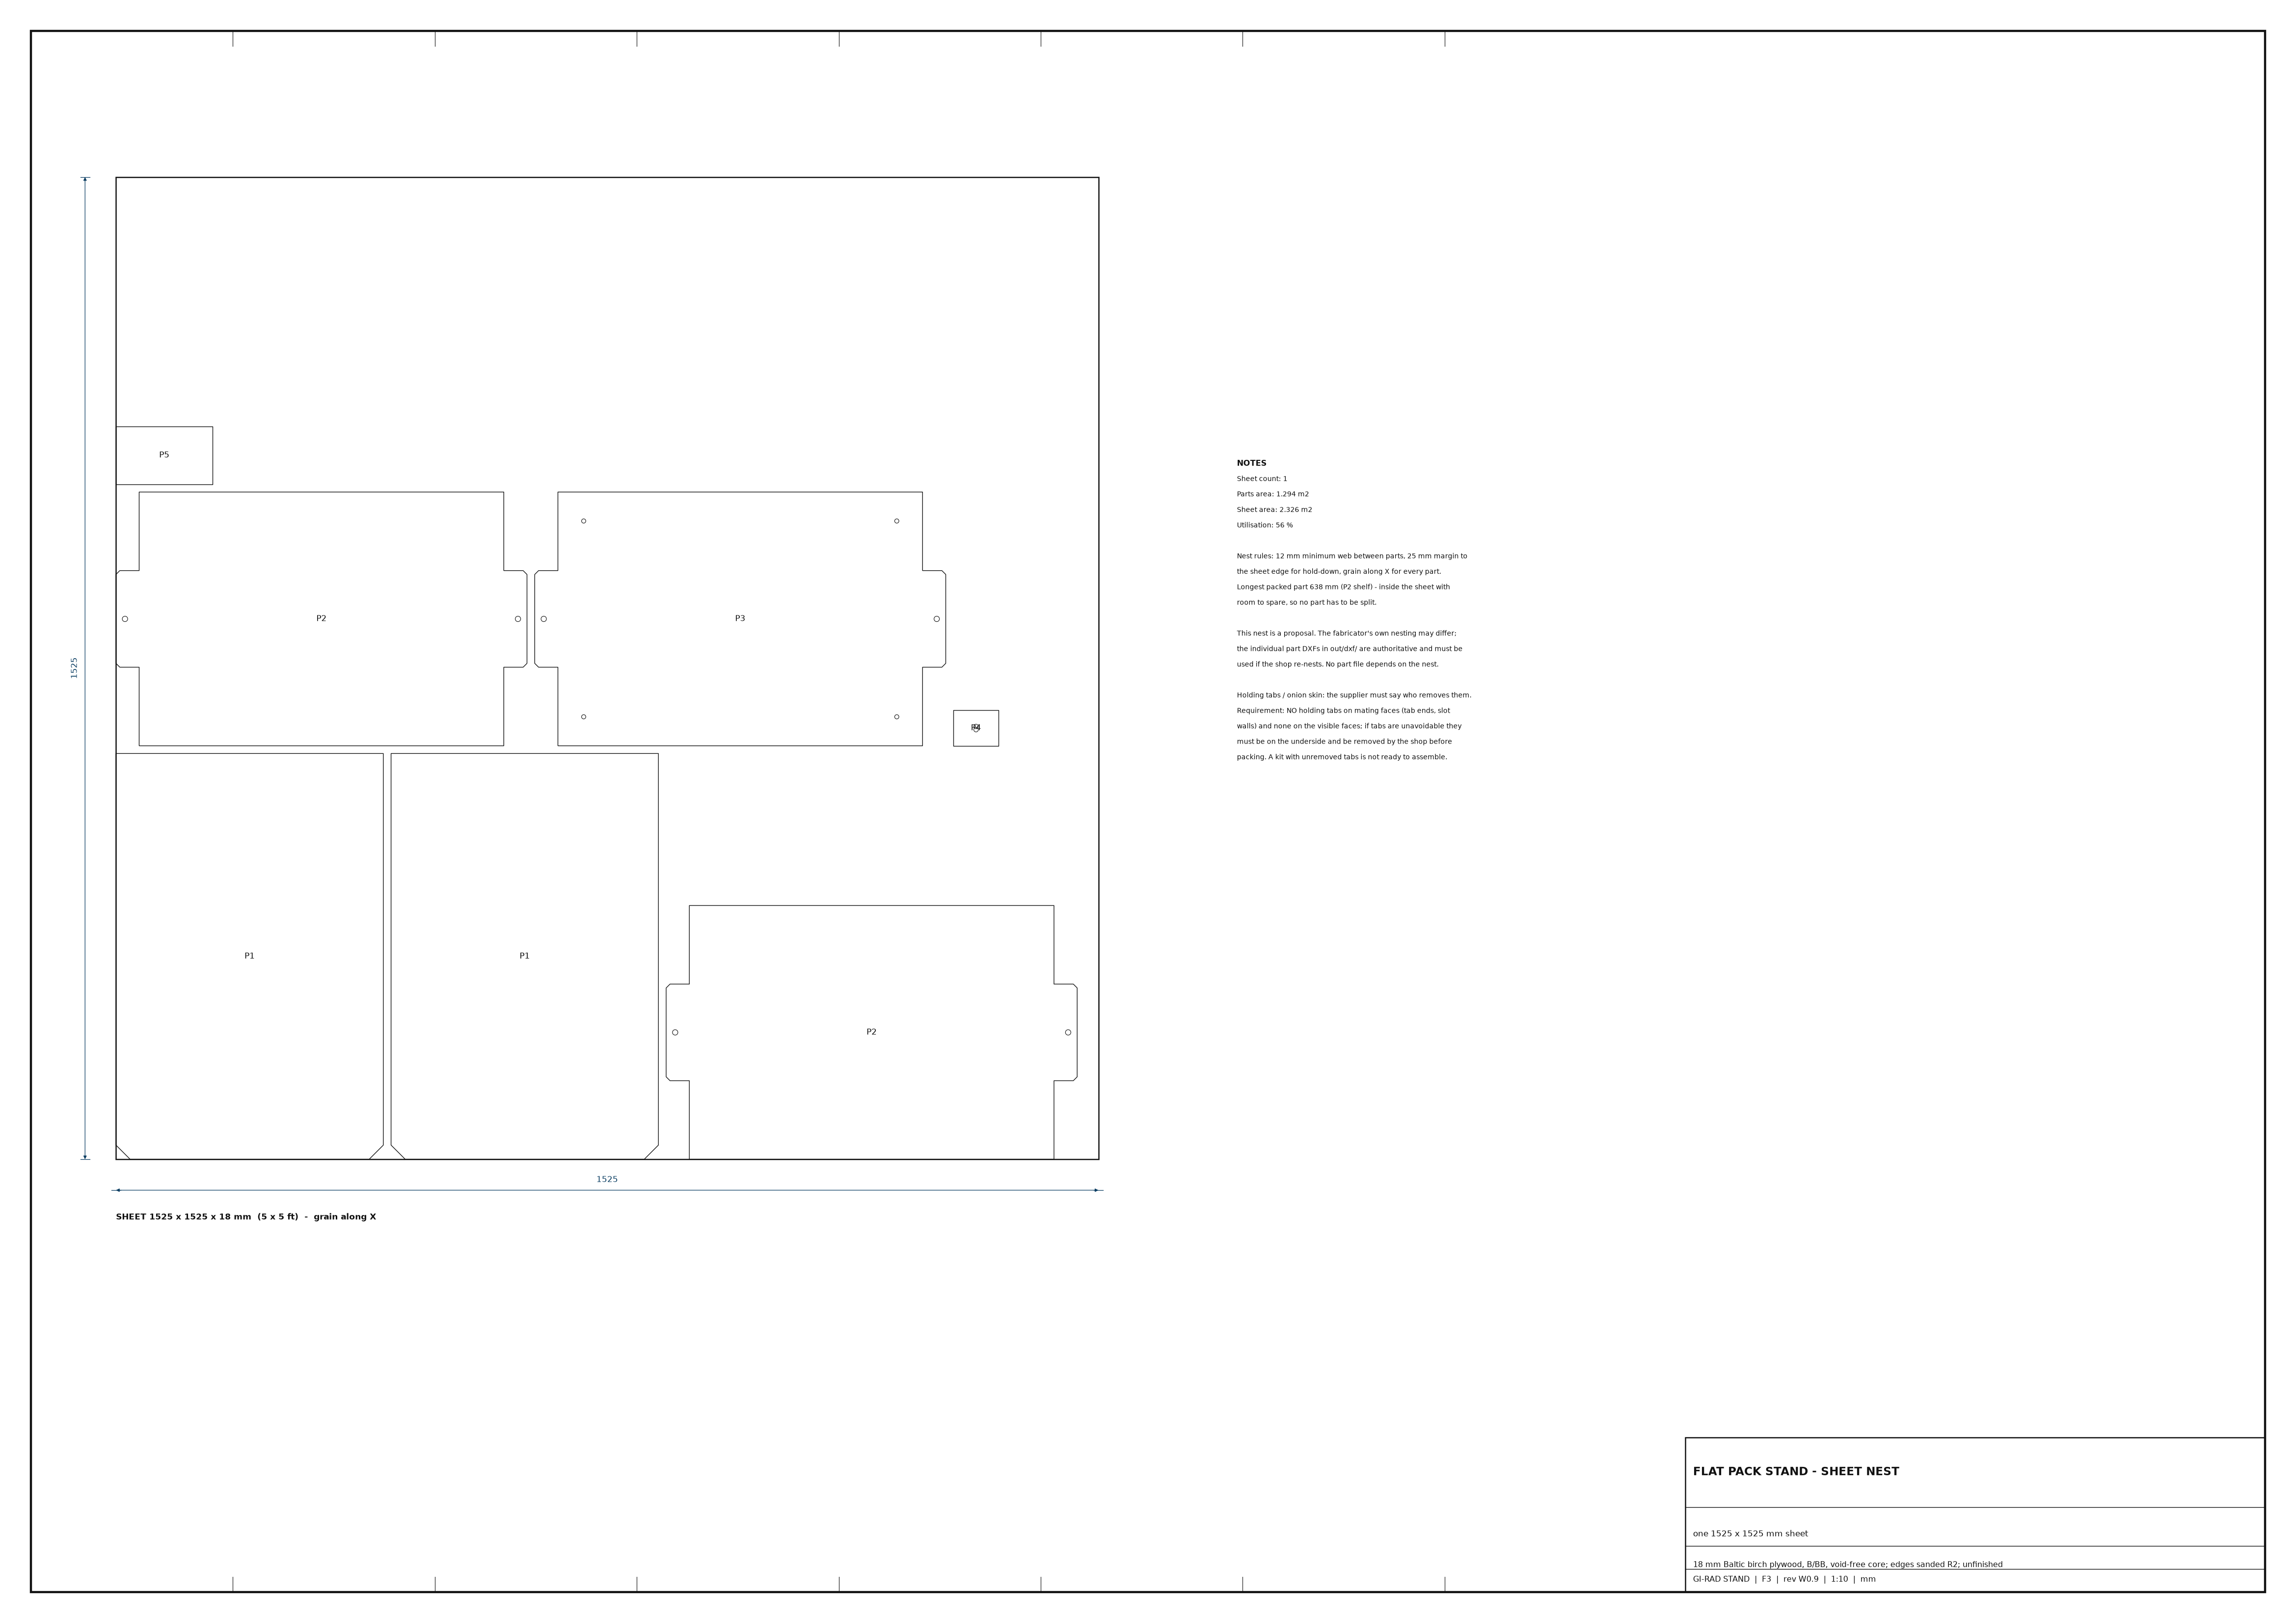 P5
P2
P3
P4
P1
P1
P2
1525
1525
SHEET 1525 x 1525 x 18 mm (5 x 5 ft) - grain along X
NOTES
Sheet count: 1
Parts area: 1.294 m2
Sheet area: 2.326 m2
Utilisation: 56 %
Nest rules: 12 mm minimum web between parts, 25 mm margin to
the sheet edge for hold-down, grain along X for every part.
Longest packed part 638 mm (P2 shelf) - inside the sheet with
room to spare, so no part has to be split.
This nest is a proposal. The fabricator's own nesting may differ;
the individual part DXFs in out/dxf/ are authoritative and must be
used if the shop re-nests. No part file depends on the nest.
Holding tabs / onion skin: the supplier must say who removes them.
Requirement: NO holding tabs on mating faces (tab ends, slot
walls) and none on the visible faces; if tabs are unavoidable they
must be on the underside and be removed by the shop before
packing. A kit with unremoved tabs is not ready to assemble.
FLAT PACK STAND - SHEET NEST
one 1525 x 1525 mm sheet
18 mm Baltic birch plywood, B/BB, void-free core; edges sanded R2; unfinished
GI-RAD STAND | F3 | rev W0.9 | 1:10 | mm